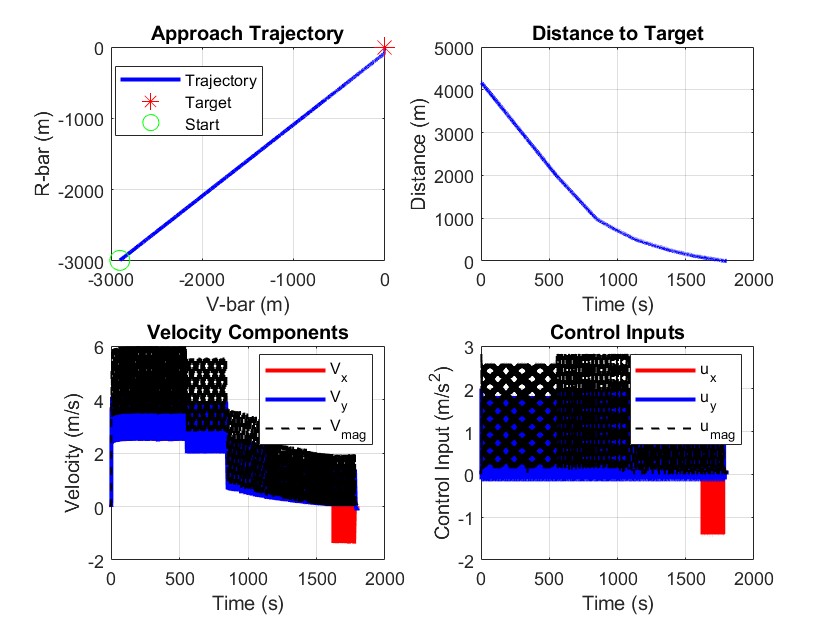 Approach Trajectory
0
-1000
-2000
-3000
R-bar (m)
Trajectory
Target
Start
-3000
-2000
-1000
0
V-bar (m)
Distance to Target
5000
4000
3000
2000
1000
0
Distance (m)
0
500
1000
1500
2000
Time (s)
Velocity Components
6
4
2
0
-2
Velocity (m/s)
V_x
V_y
V_mag
0
500
1000
1500
2000
Time (s)
Control Inputs
3
2
1
0
-1
-2
Control Input (m/s²)
u_x
u_y
u_mag
0
500
1000
1500
2000
Time (s)